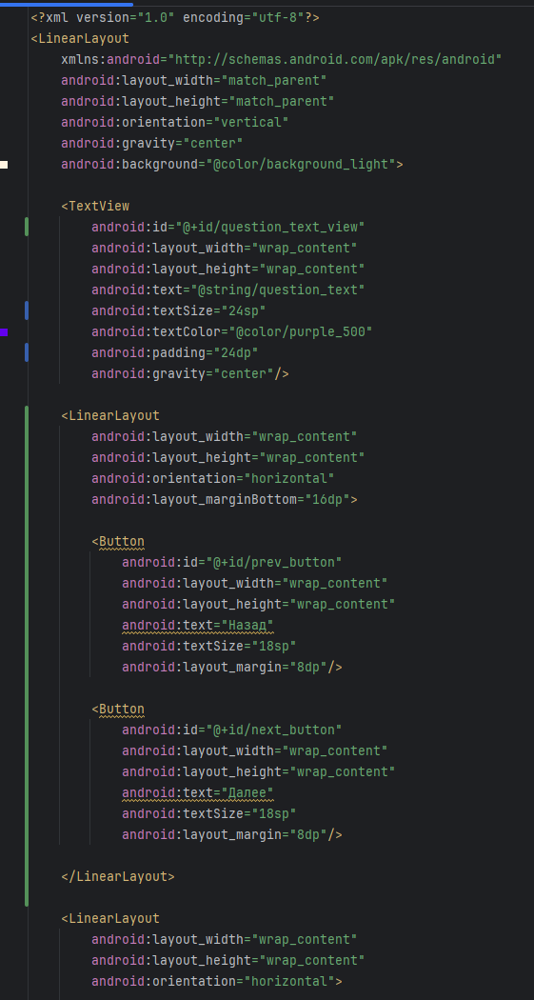 <?xml version="1.0" encoding="utf-8"?>
<LinearLayout
    xmlns:android="http://schemas.android.com/apk/res/android"
    android:layout_width="match_parent"
    android:layout_height="match_parent"
    android:orientation="vertical"
    android:gravity="center"
    android:background="@color/background_light">

    <TextView
        android:id="@+id/question_text_view"
        android:layout_width="wrap_content"
        android:layout_height="wrap_content"
        android:text="@string/question_text"
        android:textSize="24sp"
        android:textColor="@color/purple_500"
        android:padding="24dp"
        android:gravity="center"/>

    <LinearLayout
        android:layout_width="wrap_content"
        android:layout_height="wrap_content"
        android:orientation="horizontal"
        android:layout_marginBottom="16dp">

        <Button
            android:id="@+id/prev_button"
            android:layout_width="wrap_content"
            android:layout_height="wrap_content"
            android:text="Назад"
            android:textSize="18sp"
            android:layout_margin="8dp"/>

        <Button
            android:id="@+id/next_button"
            android:layout_width="wrap_content"
            android:layout_height="wrap_content"
            android:text="Далее"
            android:textSize="18sp"
            android:layout_margin="8dp"/>

    </LinearLayout>

    <LinearLayout
        android:layout_width="wrap_content"
        android:layout_height="wrap_content"
        android:orientation="horizontal">